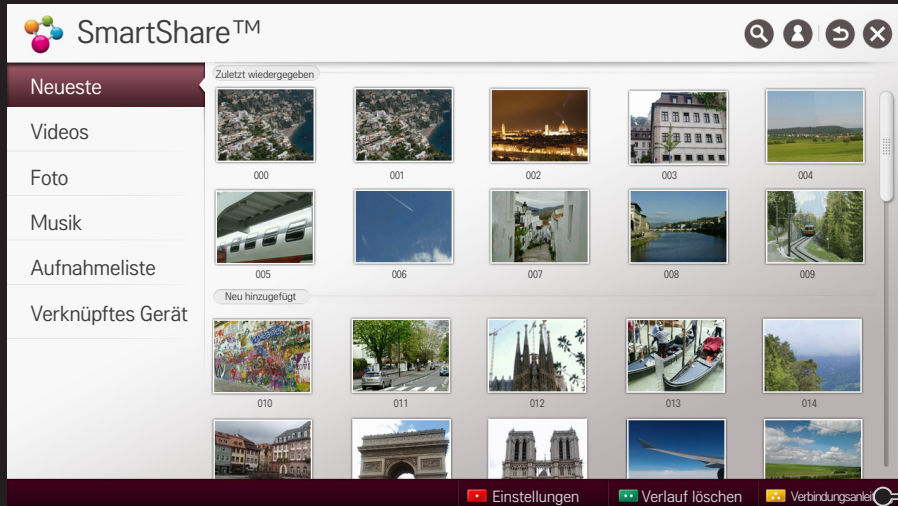 SmartShare™
Neueste
Videos
Foto
Musik
Aufnahmeliste
Verknüpftes Gerät
Zuletzt wiedergegeben
000
001
002
003
004
005
006
007
008
009
Neu hinzugefügt
010
011
012
013
014
Einstellungen
Verlauf löschen